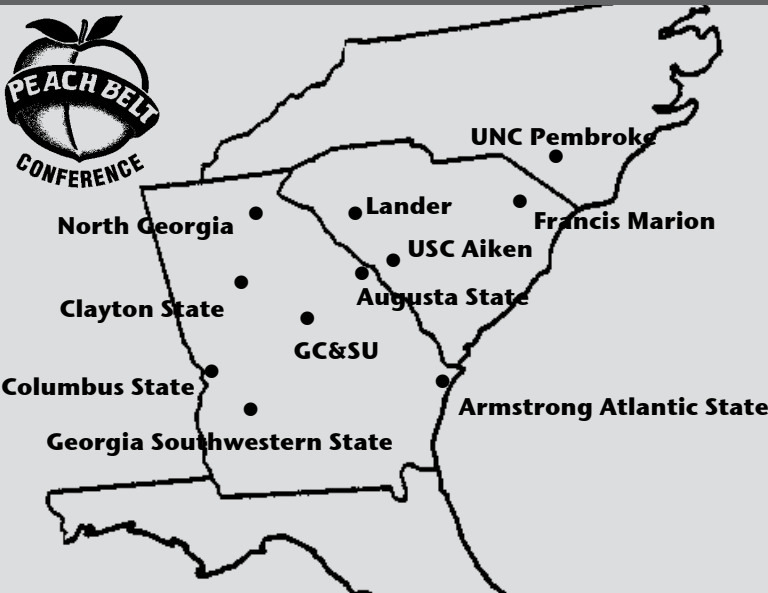 PEACH BELT
CONFERENCE
UNC Pembroke
Lander
Francis Marion
North Georgia
USC Aiken
Augusta State
Clayton State
GC&SU
Columbus State
Armstrong Atlantic State
Georgia Southwestern State